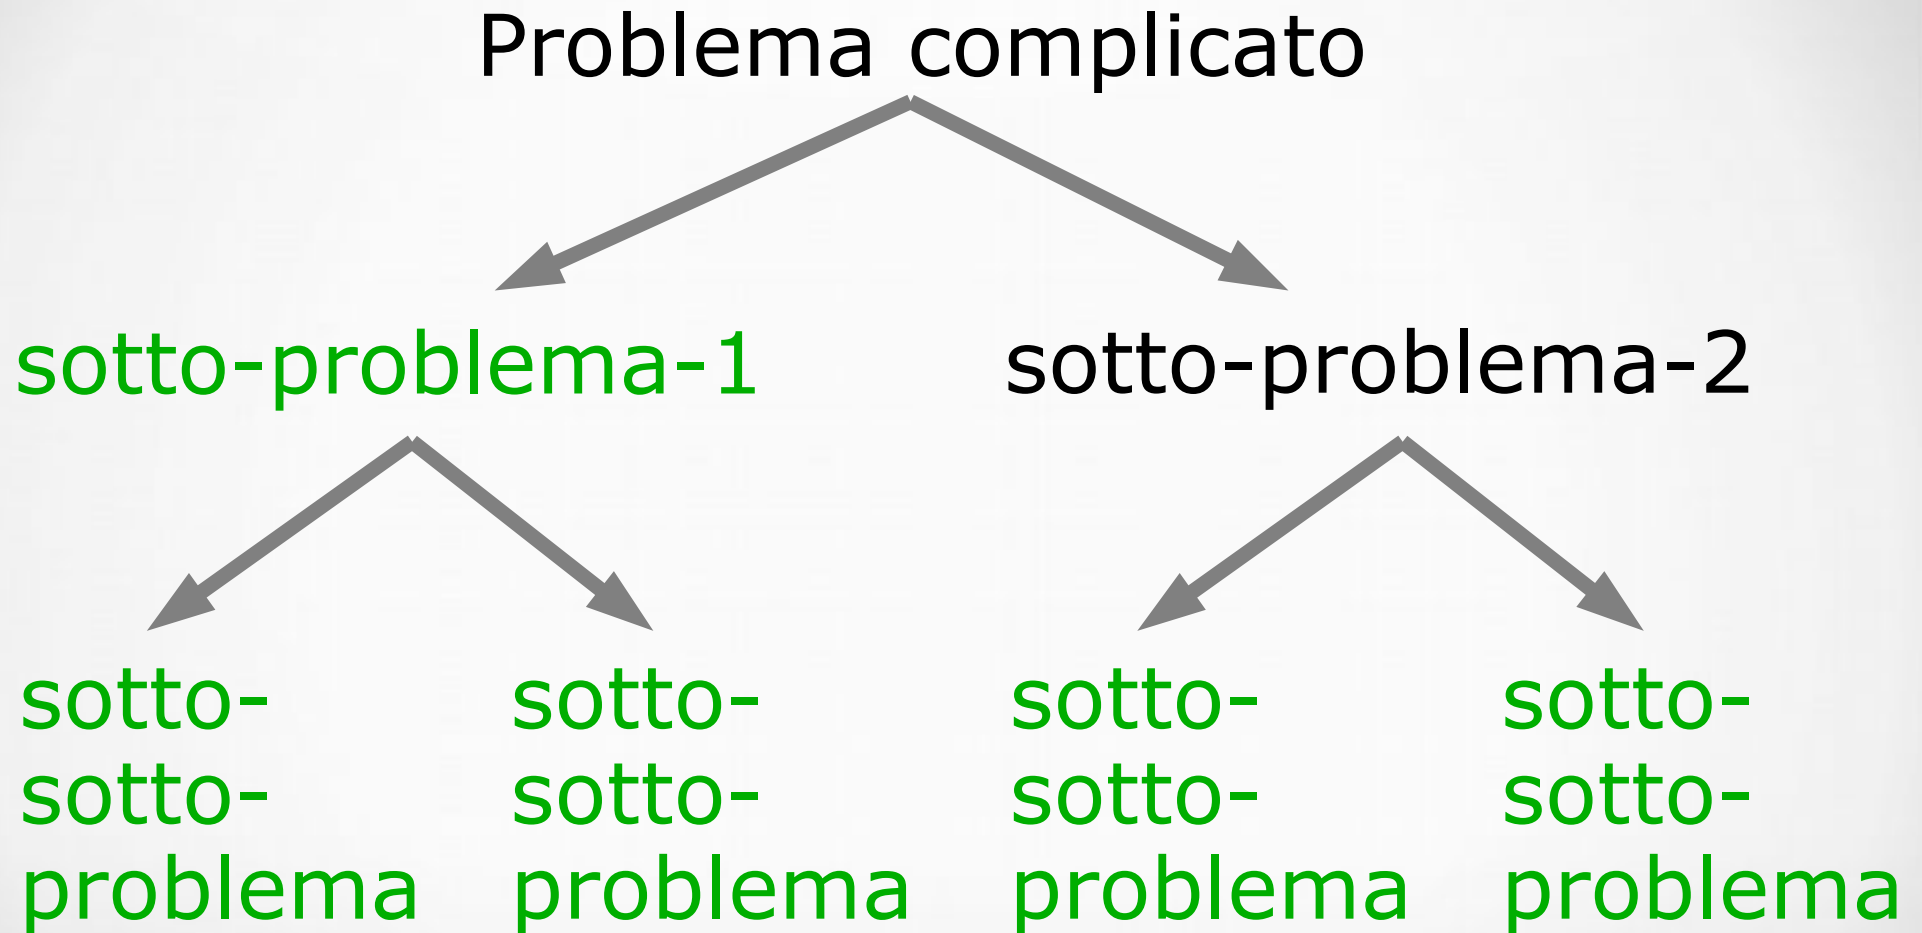 Problema complicato
sotto-problema-1
sotto-problema-2
sotto-
sotto-
problema
sotto-
sotto-
problema
sotto-
sotto-
problema
sotto-
sotto-
problema